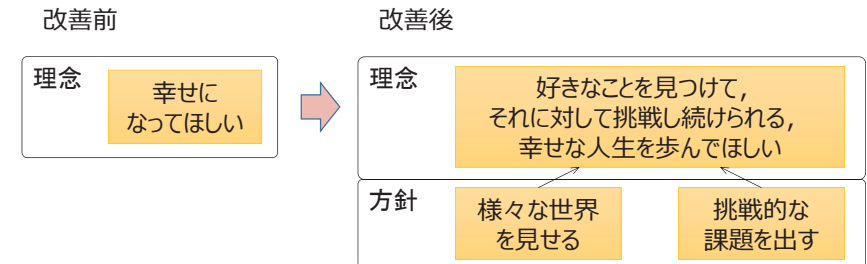 改善前
改善後
理念
幸せに
なってほしい
理念
好きなことを見つけて,
それに対して挑戦し続けられる,
幸せな人生を歩んでほしい
方針
様々な世界
を見せる
挑戦的な
課題を出す